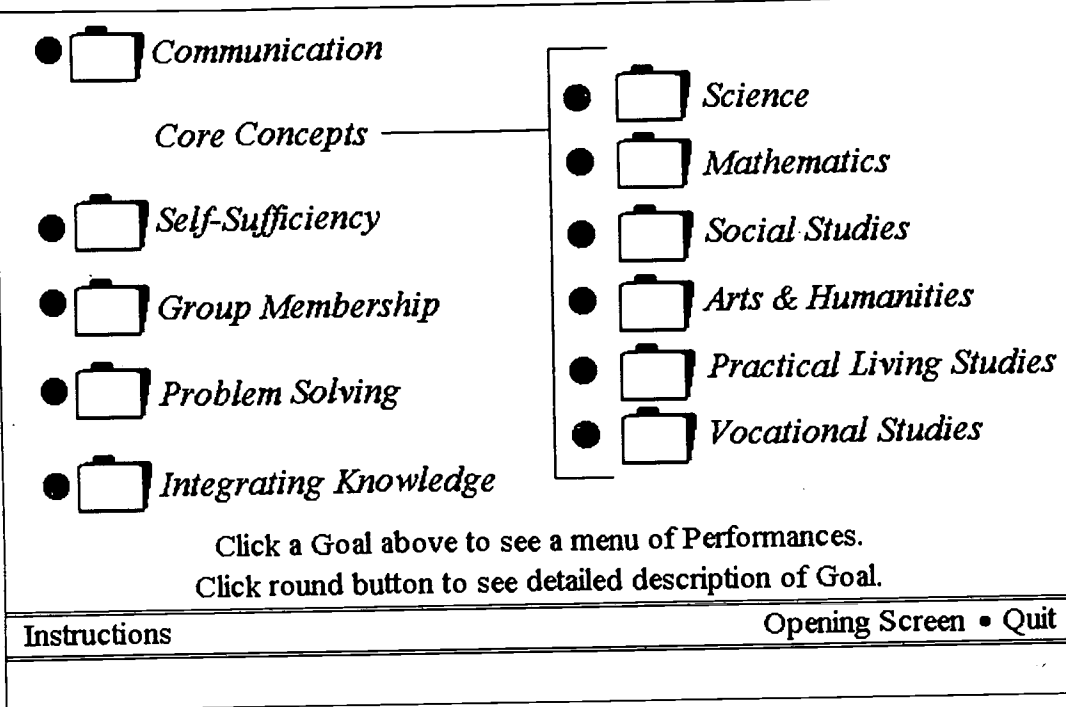 Communication
Core Concepts
Self-Sufficiency
Group Membership
Problem Solving
Integrating Knowledge
Science
Mathematics
Social Studies
Arts & Humanities
Practical Living Studies
Vocational Studies
Click a Goal above to see a menu of Performances.
Click round button to see detailed description of Goal.
Instructions
Opening Screen • Quit